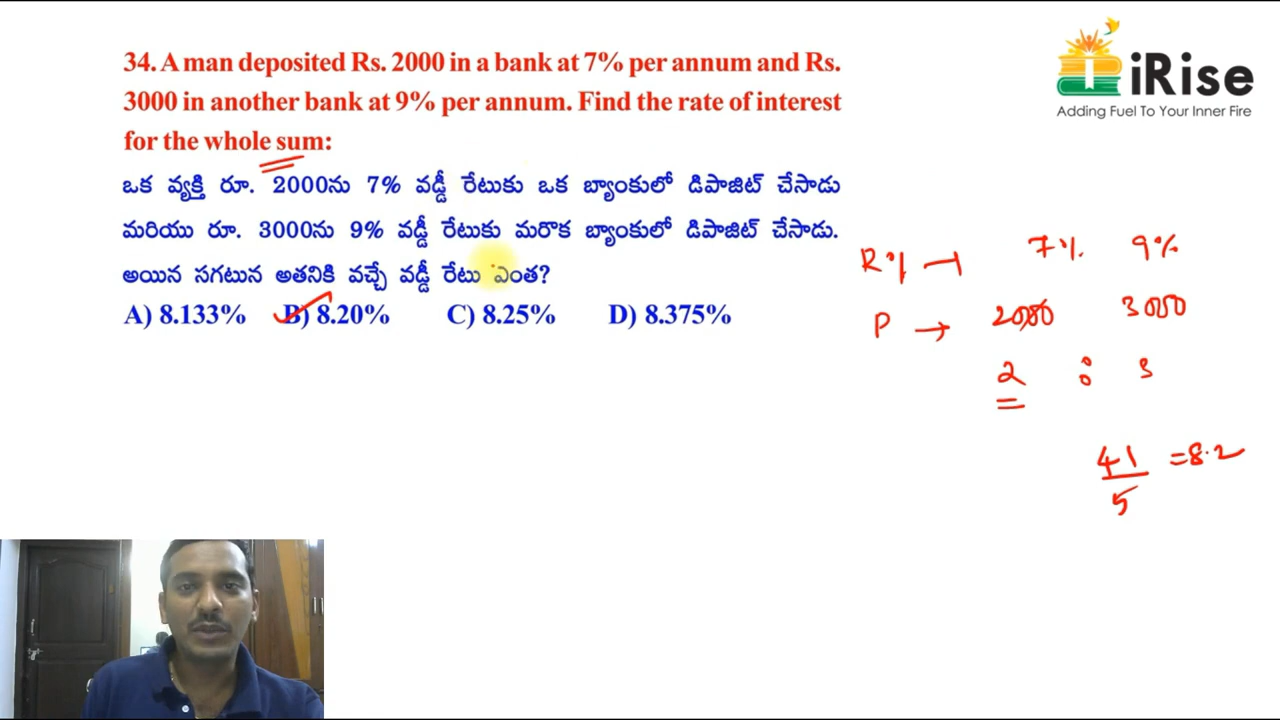 34. A man deposited Rs. 2000 in a bank at 7% per annum and Rs.
3000 in another bank at 9% per annum. Find the rate of interest
for the whole sum:
ఒక వ్యక్తి రూ. 2000ను 7% వడ్డీ రేటుకు ఒక బ్యాంకులో డిపాజిట్ చేసాడు
మరియు రూ. 3000ను 9% వడ్డీ రేటుకు మరొక బ్యాంకులో డిపాజిట్ చేసాడు.
అయిన సగటున అతనికి వచ్చే వడ్డీ రేటు ఎంత?
A) 8.133% B) 8.20% C) 8.25% D) 8.375%
iRise
Adding Fuel To Your Inner Fire
R% → 7% 9%
P → 2000 3000
2 : 3
41/5 = 8.2